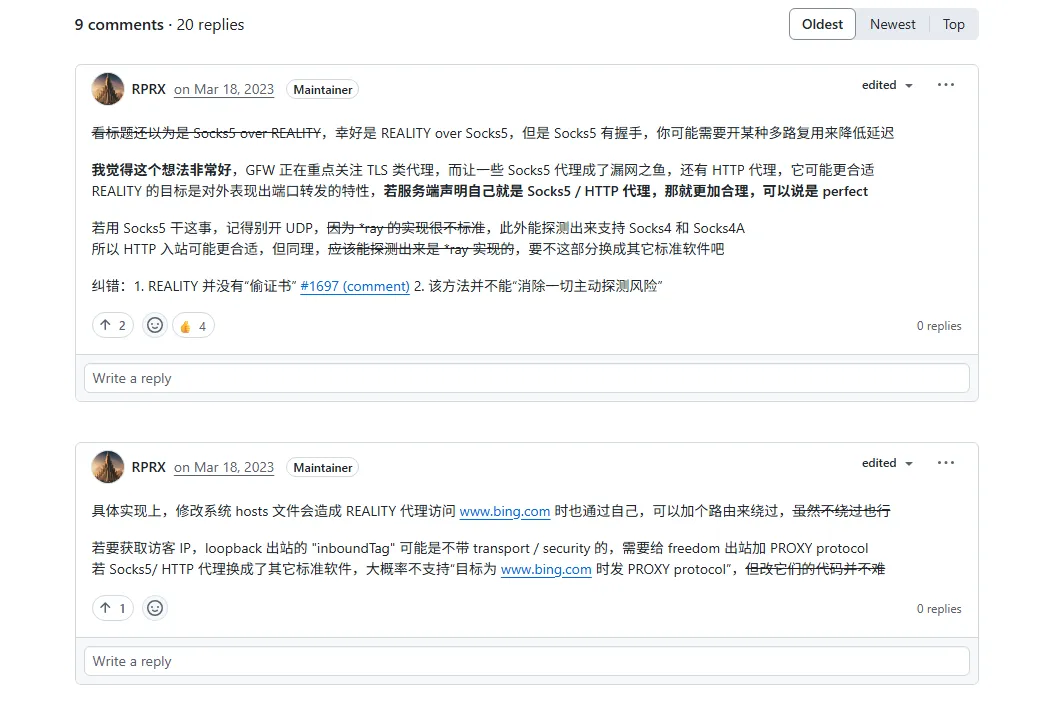 9 comments · 20 replies
Oldest Newest Top
RPRX on Mar 18, 2023 Maintainer edited
看标题还以为是 Socks5 over REALITY，幸好是 REALITY over Socks5，但是 Socks5 有握手，你可能需要开某种多路复用来降低延迟
我觉得这个想法非常好，GFW 正在重点关注 TLS 类代理，而让一些 Socks5 代理成了漏网之鱼，还有 HTTP 代理，它可能更合适
REALITY 的目标是对外表现出端口转发的特性，若服务端声明自己就是 Socks5 / HTTP 代理，那就更加合理，可以说是 perfect
若用 Socks5 干这事，记得别开 UDP，因为 *ray 的实现很不标准，此外能探测出来支持 Socks4 和 Socks4A
所以 HTTP 入站可能更合适，但同理，应该能探测出来是 *ray 实现的，要不这部分换成其它标准软件吧
纠错：1. REALITY 并没有“偷证书” #1697 (comment) 2. 该方法并不能“消除一切主动探测风险”
2 4 0 replies
Write a reply
RPRX on Mar 18, 2023 Maintainer edited
具体实现上，修改系统 hosts 文件会造成 REALITY 代理访问 www.bing.com 时也通过自己，可以加个路由来绕过，虽然不绕过也行
若要获取访客 IP，loopback 出站的 "inboundTag" 可能是不带 transport / security 的，需要给 freedom 出站加 PROXY protocol
若 Socks5/ HTTP 代理换成了其它标准软件，大概率不支持“目标为 www.bing.com 时发 PROXY protocol”，但改它们的代码并不难
1 0 replies
Write a reply